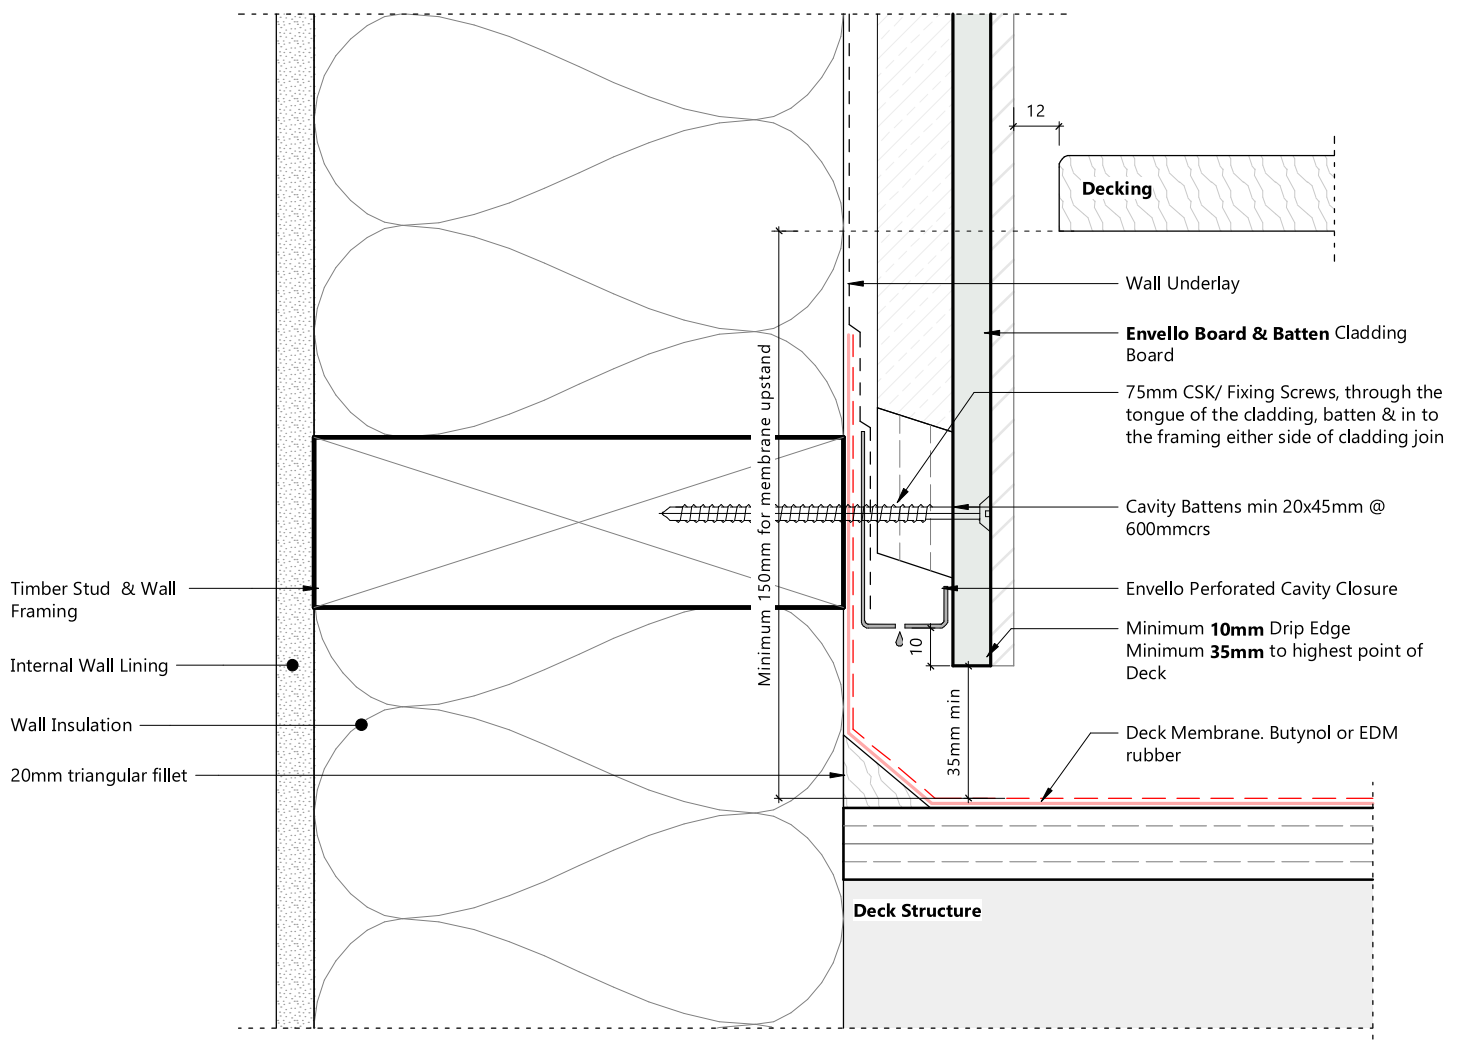 12
Decking
Wall Underlay
Envello Board & Batten Cladding
Board
75mm CSK/ Fixing Screws, through the
tongue of the cladding, batten & in to
the framing either side of cladding join
Minimum 150mm for membrane upstand
Cavity Battens min 20x45mm @
600mmcrs
Timber Stud & Wall
Framing
Envello Perforated Cavity Closure
10
Minimum 10mm Drip Edge
Minimum 35mm to highest point of
Deck
Internal Wall Lining
Wall Insulation
35mm min
Deck Membrane. Butynol or EDM
rubber
20mm triangular fillet
Deck Structure